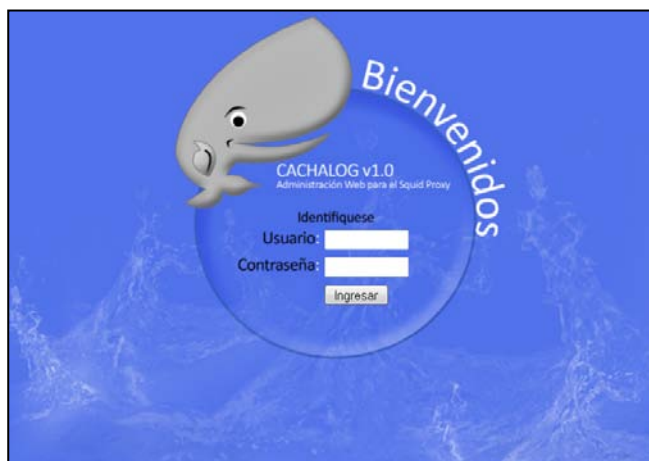 Bienvenidos
CACHALOG v1.0
Administración Web para el Squid Proxy
Identifiquese
Usuario:
Contraseña:
Ingresar